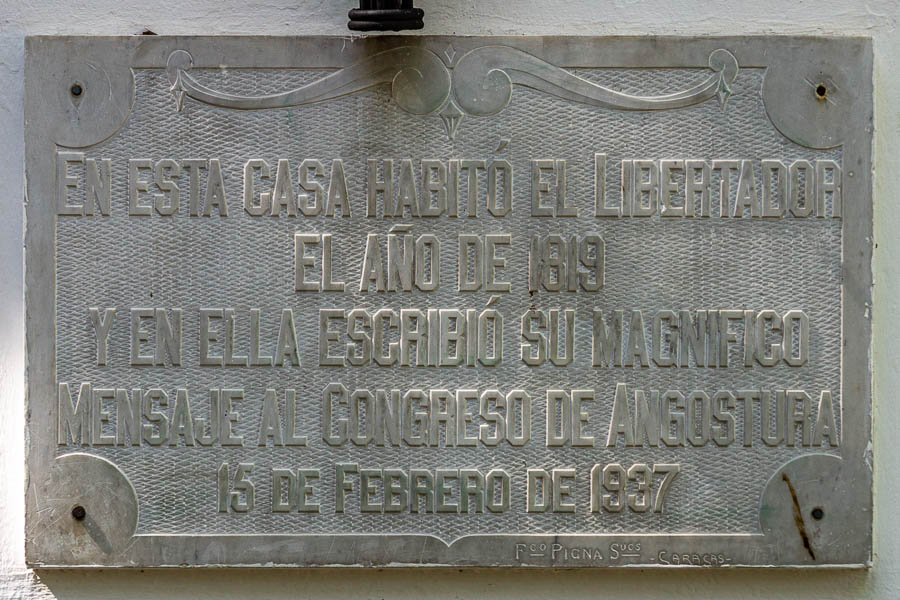 EN ESTA CASA HABITÓ EL LIBERTADOR
EL AÑO DE 1819
Y EN ELLA ESCRIBIÓ SU MAGNIFICO
MENSAJE AL CONGRESO DE ANGOSTURA
15 DE FEBRERO DE 1937
Fco PIGNA Sucs - CARACAS -